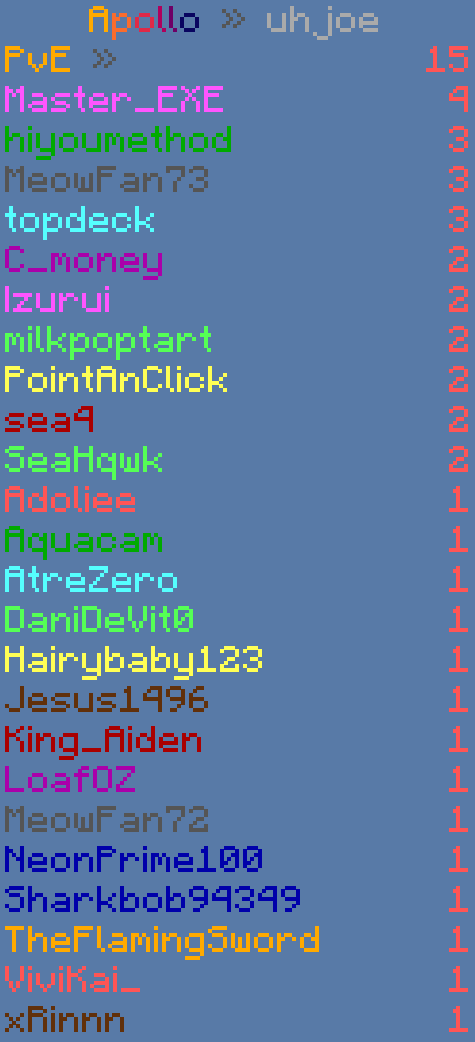 Apollo » uh_joe
PvE » 15
Master_EXE 4
hiyoumethod 3
MeowFan73 3
topdeck 3
C_money 2
Izurui 2
milkpoptart 2
PointAnClick 2
sea4 2
SeaHqwk 2
Adoliee 1
Aquacam 1
AtreZero 1
DaniDeVit0 1
Hairybaby123 1
Jesus1496 1
King_Aiden 1
LoafOZ 1
MeowFan72 1
NeonPrime100 1
Sharkbob94349 1
TheFlamingSword 1
ViviKai_ 1
xRinnn 1